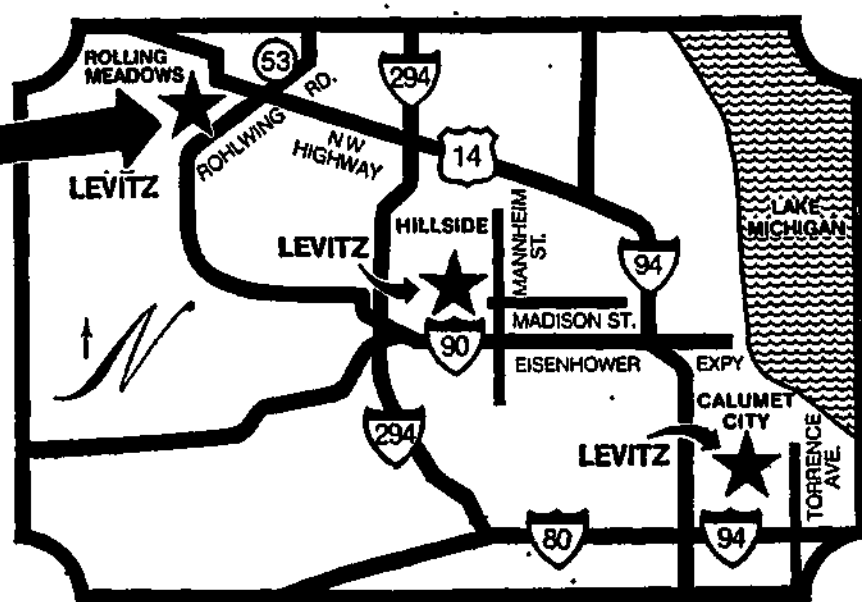 ROLLING
MEADOWS
53
ROHLWING RD.
LEVITZ
294
NW
HIGHWAY
14
LAKE
MICHIGAN
HILLSIDE
LEVITZ
MANNHEIM
ST.
94
MADISON ST.
90
EISENHOWER EXPY
N
294
CALUMET
CITY
LEVITZ
TORRENCE
AVE.
80
94